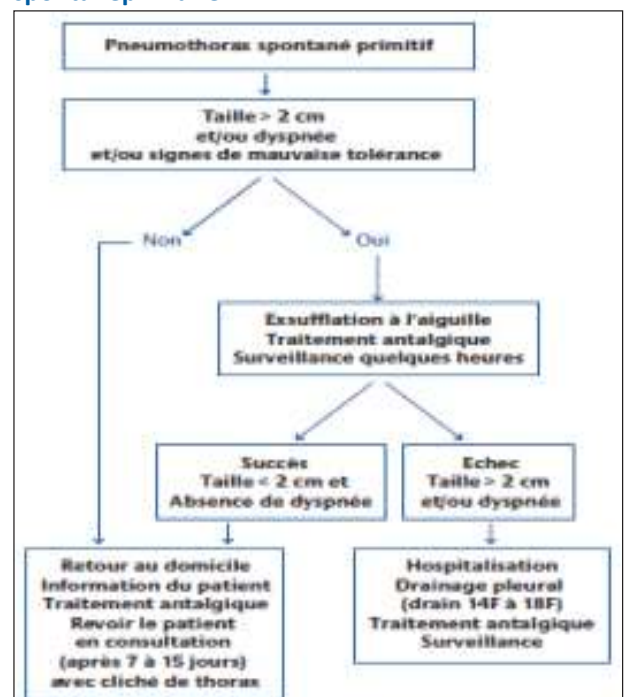 Pneumothorax spontané primitif
Taille > 2 cm
et/ou dyspnée
et/ou signes de mauvaise tolérance
Non
Oui
Exsufflation à l'aiguille
Traitement antalgique
Surveillance quelques heures
Succès
Taille < 2 cm et
Absence de dyspnée
Echec
Taille > 2 cm
et/ou dyspnée
Retour au domicile
Information du patient
Traitement antalgique
Revoir le patient
en consultation
(après 7 à 15 jours)
avec cliché de thorax
Hospitalisation
Drainage pleural
(drain 14F à 18F)
Traitement antalgique
Surveillance